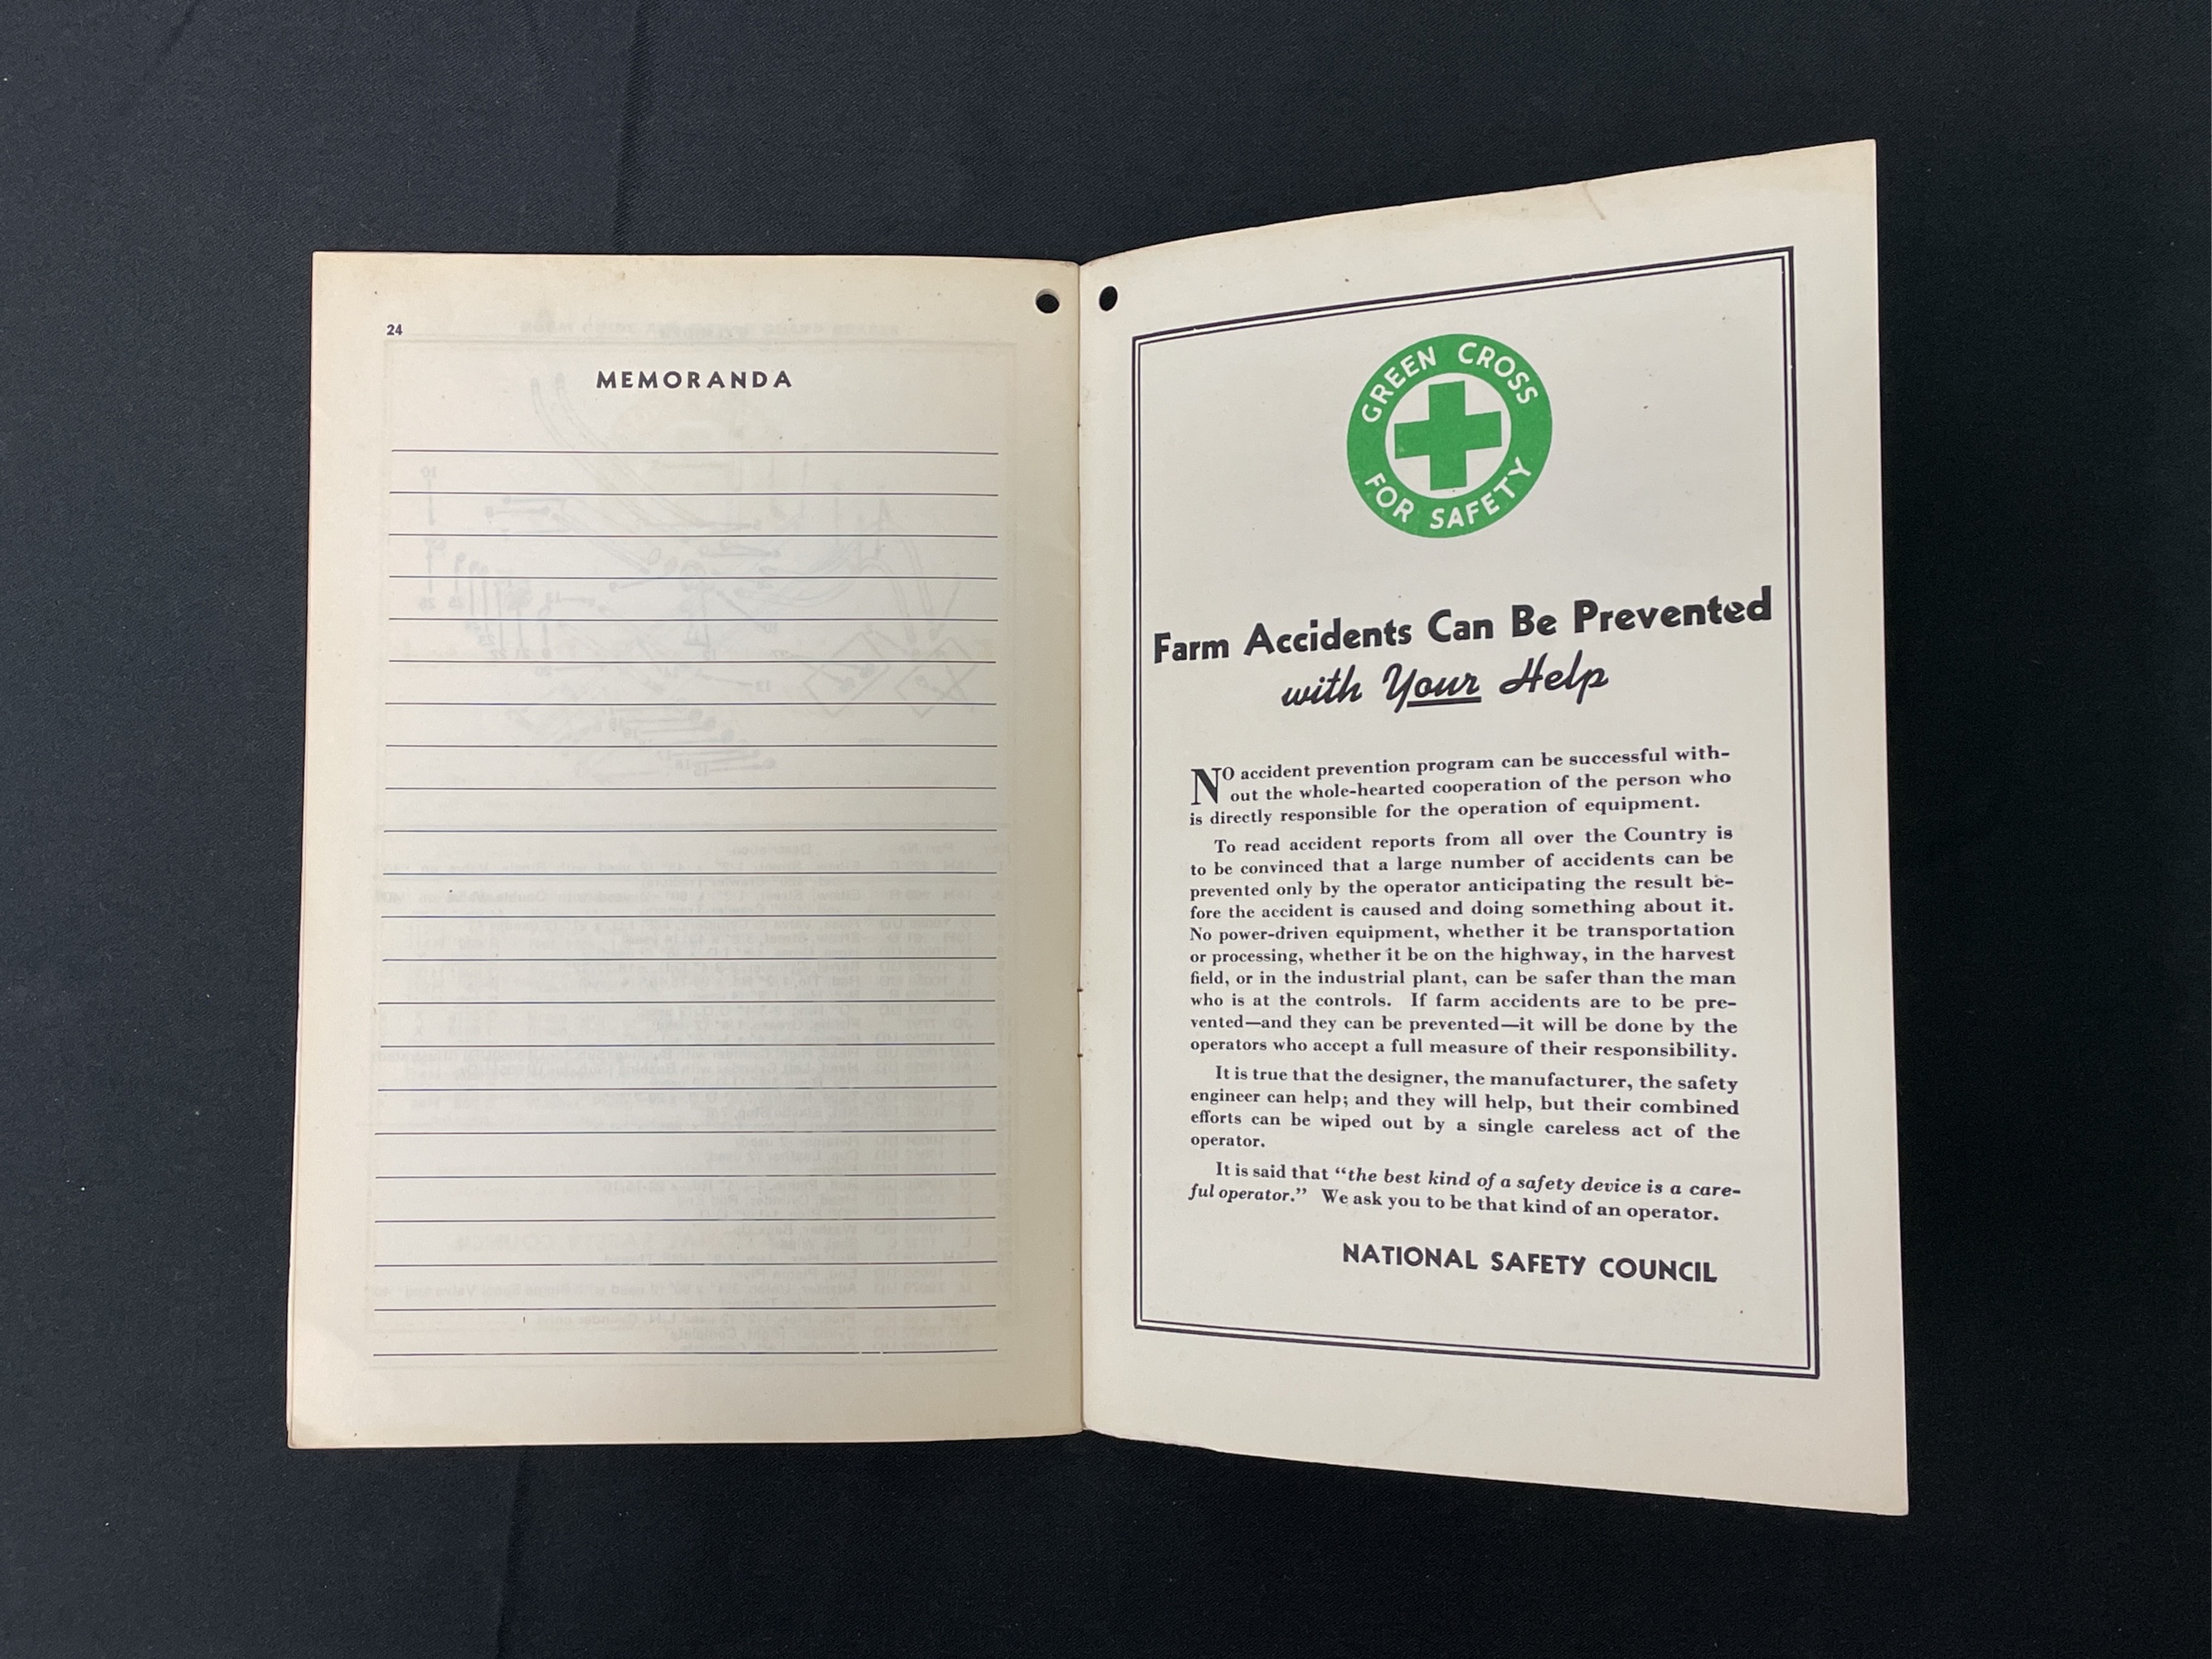 24
MEMORANDA
GREEN CROSS
FOR SAFETY
Farm Accidents Can Be Prevented
with Your Help
NO accident prevention program can be successful with-
out the whole-hearted cooperation of the person who
is directly responsible for the operation of equipment.
To read accident reports from all over the Country is
to be convinced that a large number of accidents can be
prevented only by the operator anticipating the result be-
fore the accident is caused and doing something about it.
No power-driven equipment, whether it be transportation
or processing, whether it be on the highway, in the harvest
field, or in the industrial plant, can be safer than the man
who is at the controls. If farm accidents are to be pre-
vented—and they can be prevented—it will be done by the
operators who accept a full measure of their responsibility.
It is true that the designer, the manufacturer, the safety
engineer can help; and they will help, but their combined
efforts can be wiped out by a single careless act of the
operator.
It is said that “the best kind of a safety device is a care-
ful operator.” We ask you to be that kind of an operator.
NATIONAL SAFETY COUNCIL